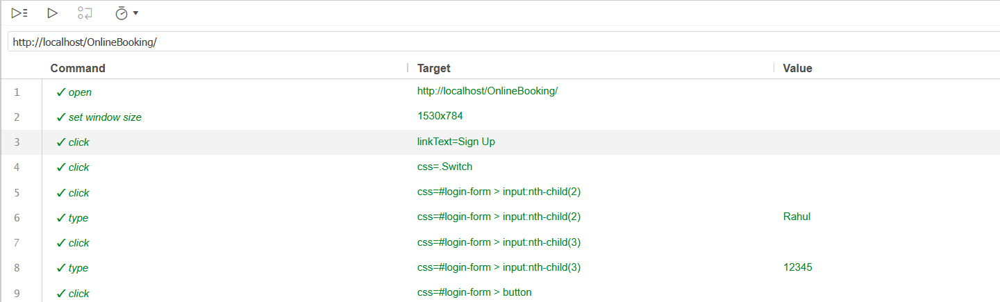 http://localhost/OnlineBooking/
Command Target Value
1 ✓ open http://localhost/OnlineBooking/
2 ✓ set window size 1530x784
3 ✓ click linkText=Sign Up
4 ✓ click css=.Switch
5 ✓ click css=#login-form > input:nth-child(2)
6 ✓ type css=#login-form > input:nth-child(2) Rahul
7 ✓ click css=#login-form > input:nth-child(3)
8 ✓ type css=#login-form > input:nth-child(3) 12345
9 ✓ click css=#login-form > button